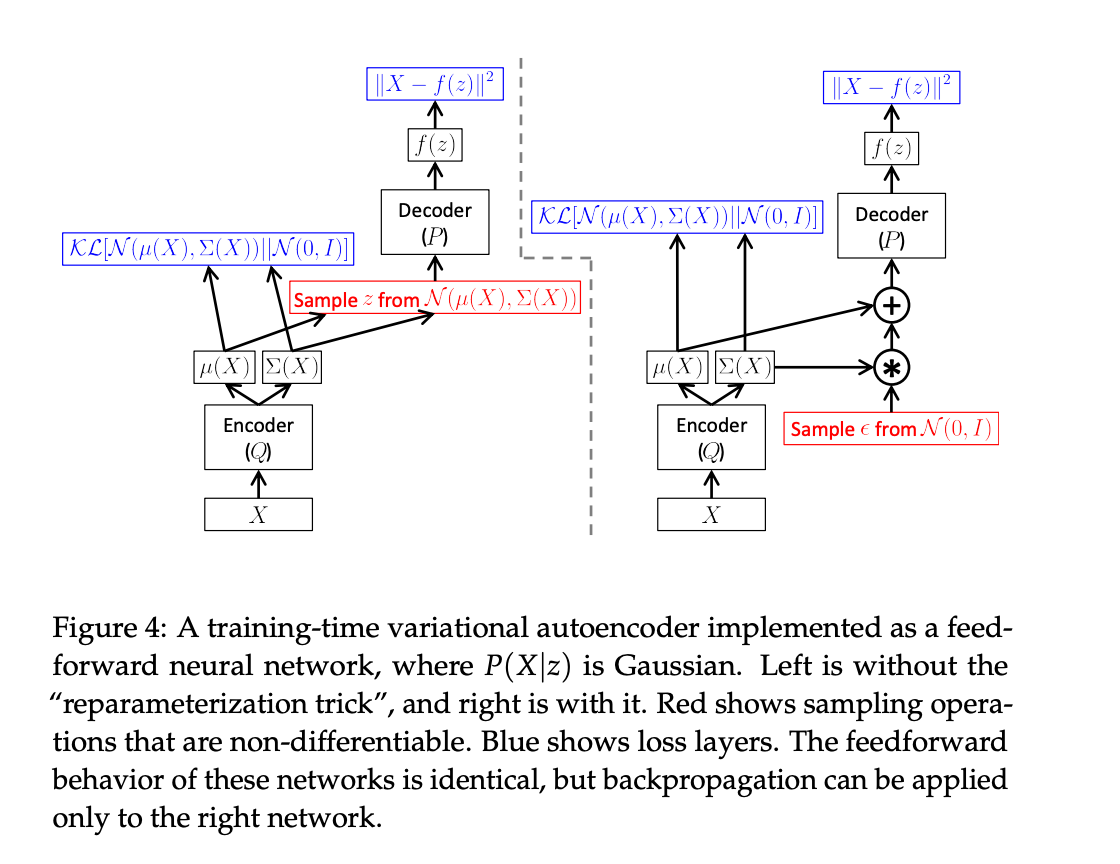 ‖X − f(z)‖²
f(z)
Decoder
(P)
𝒦ℒ[𝒩(μ(X), Σ(X))||𝒩(0, I)]
Sample z from 𝒩(μ(X), Σ(X))
μ(X)
Σ(X)
Encoder
(Q)
X
‖X − f(z)‖²
f(z)
Decoder
(P)
𝒦ℒ[𝒩(μ(X), Σ(X))||𝒩(0, I)]
+
μ(X)
Σ(X)
*
Encoder
(Q)
Sample ϵ from 𝒩(0, I)
X
Figure 4: A training-time variational autoencoder implemented as a feed-
forward neural network, where P(X|z) is Gaussian. Left is without the
“reparameterization trick”, and right is with it. Red shows sampling opera-
tions that are non-differentiable. Blue shows loss layers. The feedforward
behavior of these networks is identical, but backpropagation can be applied
only to the right network.